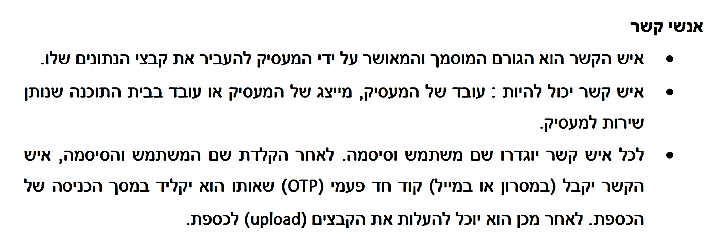 אנשי קשר
• איש הקשר הוא הגורם המוסמך והמאושר על ידי המעסיק להעביר את קבצי הנתונים שלו.
• איש קשר יכול להיות : עובד של המעסיק, מייצג של המעסיק או עובד בבית התוכנה שנותן
שירות למעסיק.
• לכל איש קשר יוגדרו שם משתמש וסיסמה. לאחר הקלדת שם המשתמש והסיסמה, איש
הקשר יקבל (במסרון או במייל) קוד חד פעמי (OTP) שאותו הוא יקליד במסך הכניסה של
הכספת. לאחר מכן הוא יוכל להעלות את הקבצים (upload) לכספת.